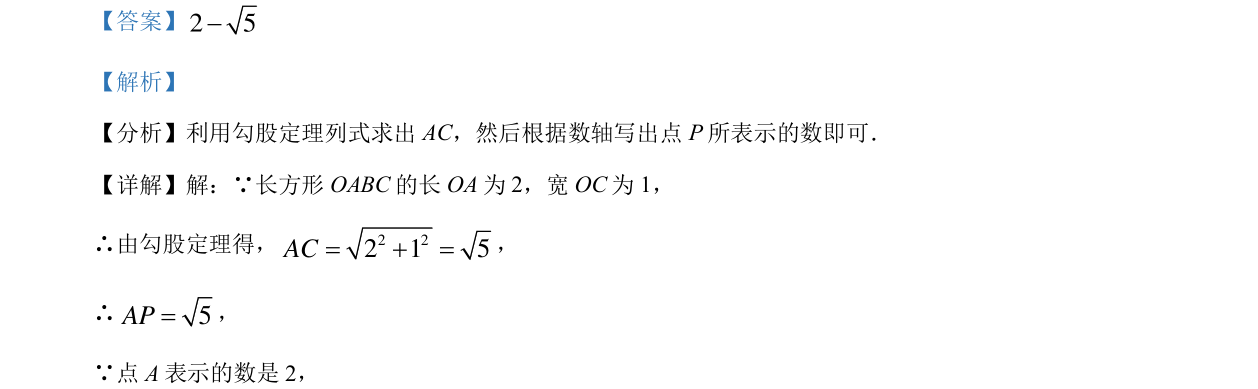 【答案】2−√5
【解析】
【分析】利用勾股定理列式求出 AC，然后根据数轴写出点 P 所表示的数即可．
【详解】解：∵长方形 OABC 的长 OA 为 2，宽 OC 为 1，
∴由勾股定理得，AC = √(2²+1²) = √5，
∴ AP = √5，
∵点 A 表示的数是 2，